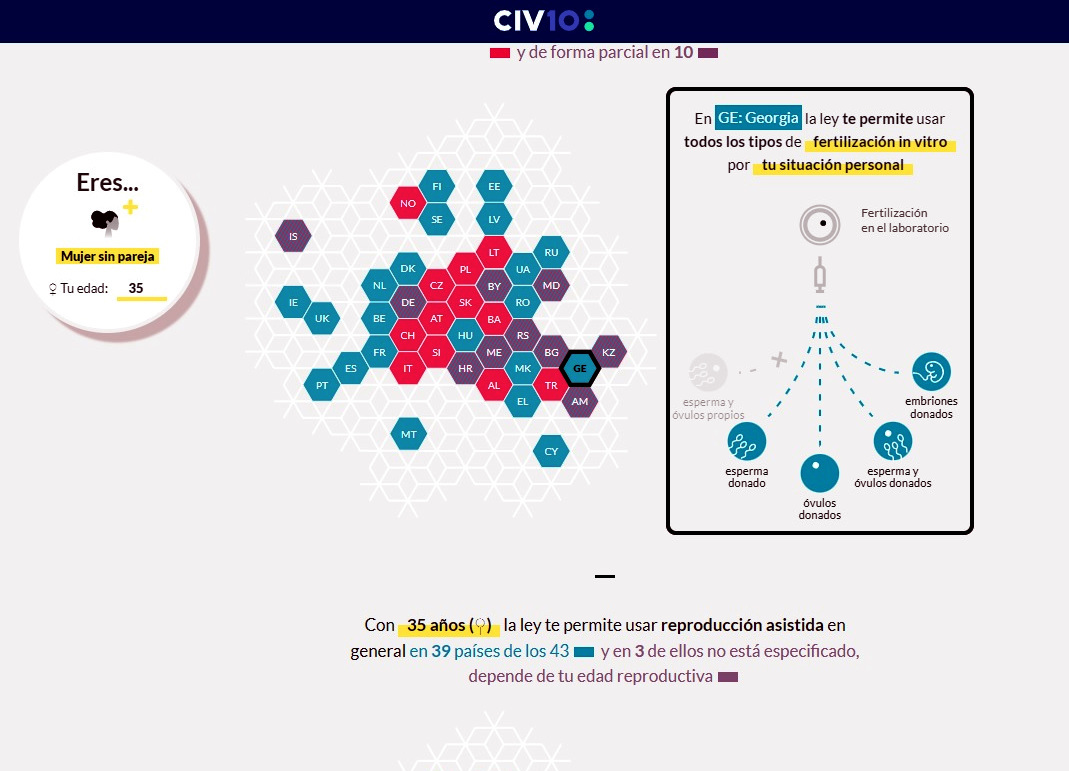 CIV10
y de forma parcial en 10
En GE: Georgia la ley te permite usar
todos los tipos de fertilización in vitro
por tu situación personal
Eres...
Mujer sin pareja
♀ Tu edad: 35
FI
EE
NO
SE
LV
IS
LT
RU
DK
PL
UA
NL
CZ
BY
MD
IE
DE
SK
RO
UK
BE
AT
BA
CH
HU
RS
FR
SI
ME
BG
KZ
ES
IT
HR
MK
GE
PT
AL
TR
EL
AM
MT
CY
Fertilización
en el laboratorio
esperma y
óvulos propios
embriones
donados
esperma
donado
esperma y
óvulos donados
óvulos
donados
Con 35 años (♀) la ley te permite usar reproducción asistida en
general en 39 países de los 43 y en 3 de ellos no está especificado,
depende de tu edad reproductiva